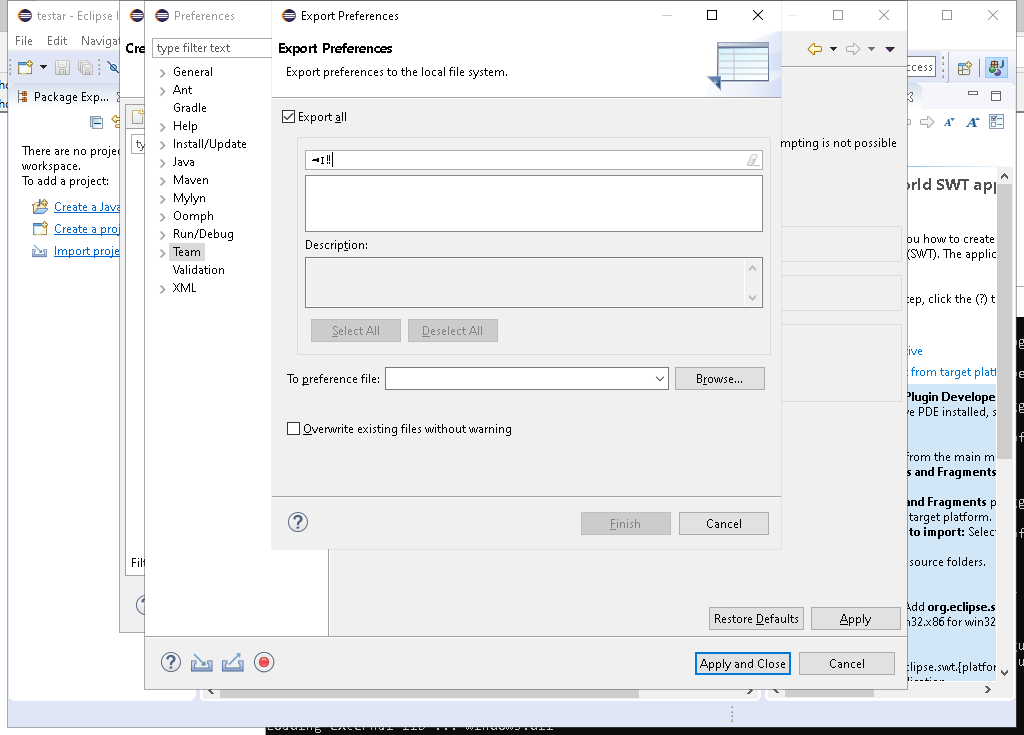 testar - Eclipse I
Preferences
Export Preferences
File Edit Navigat
Cre
type filter text
Export Preferences
Export preferences to the local file system.
ccess
Package Exp...
General
Ant
Gradle
Help
Install/Update
Java
Maven
Mylyn
Oomph
Run/Debug
Team
Validation
XML
Export all
Description:
Select All Deselect All
To preference file:
Browse...
Overwrite existing files without warning
Finish Cancel
There are no projec
workspace.
To add a project:
Create a Java
Create a proj
Import proje
ty
Filt
mpting is not possible
orld SWT app
ou how to create
(SWT). The applic
tep, click the (?) t
ive
from target platf
Plugin Develope
ve PDE installed, s
from the main m
s and Fragments
and Fragments p
target platform.
to import: Selec
source folders.
Add org.eclipse.s
n32.x86 for win32
clipse.swt.{platfor
Restore Defaults Apply
Apply and Close Cancel
Loading external lib ... windows.dll